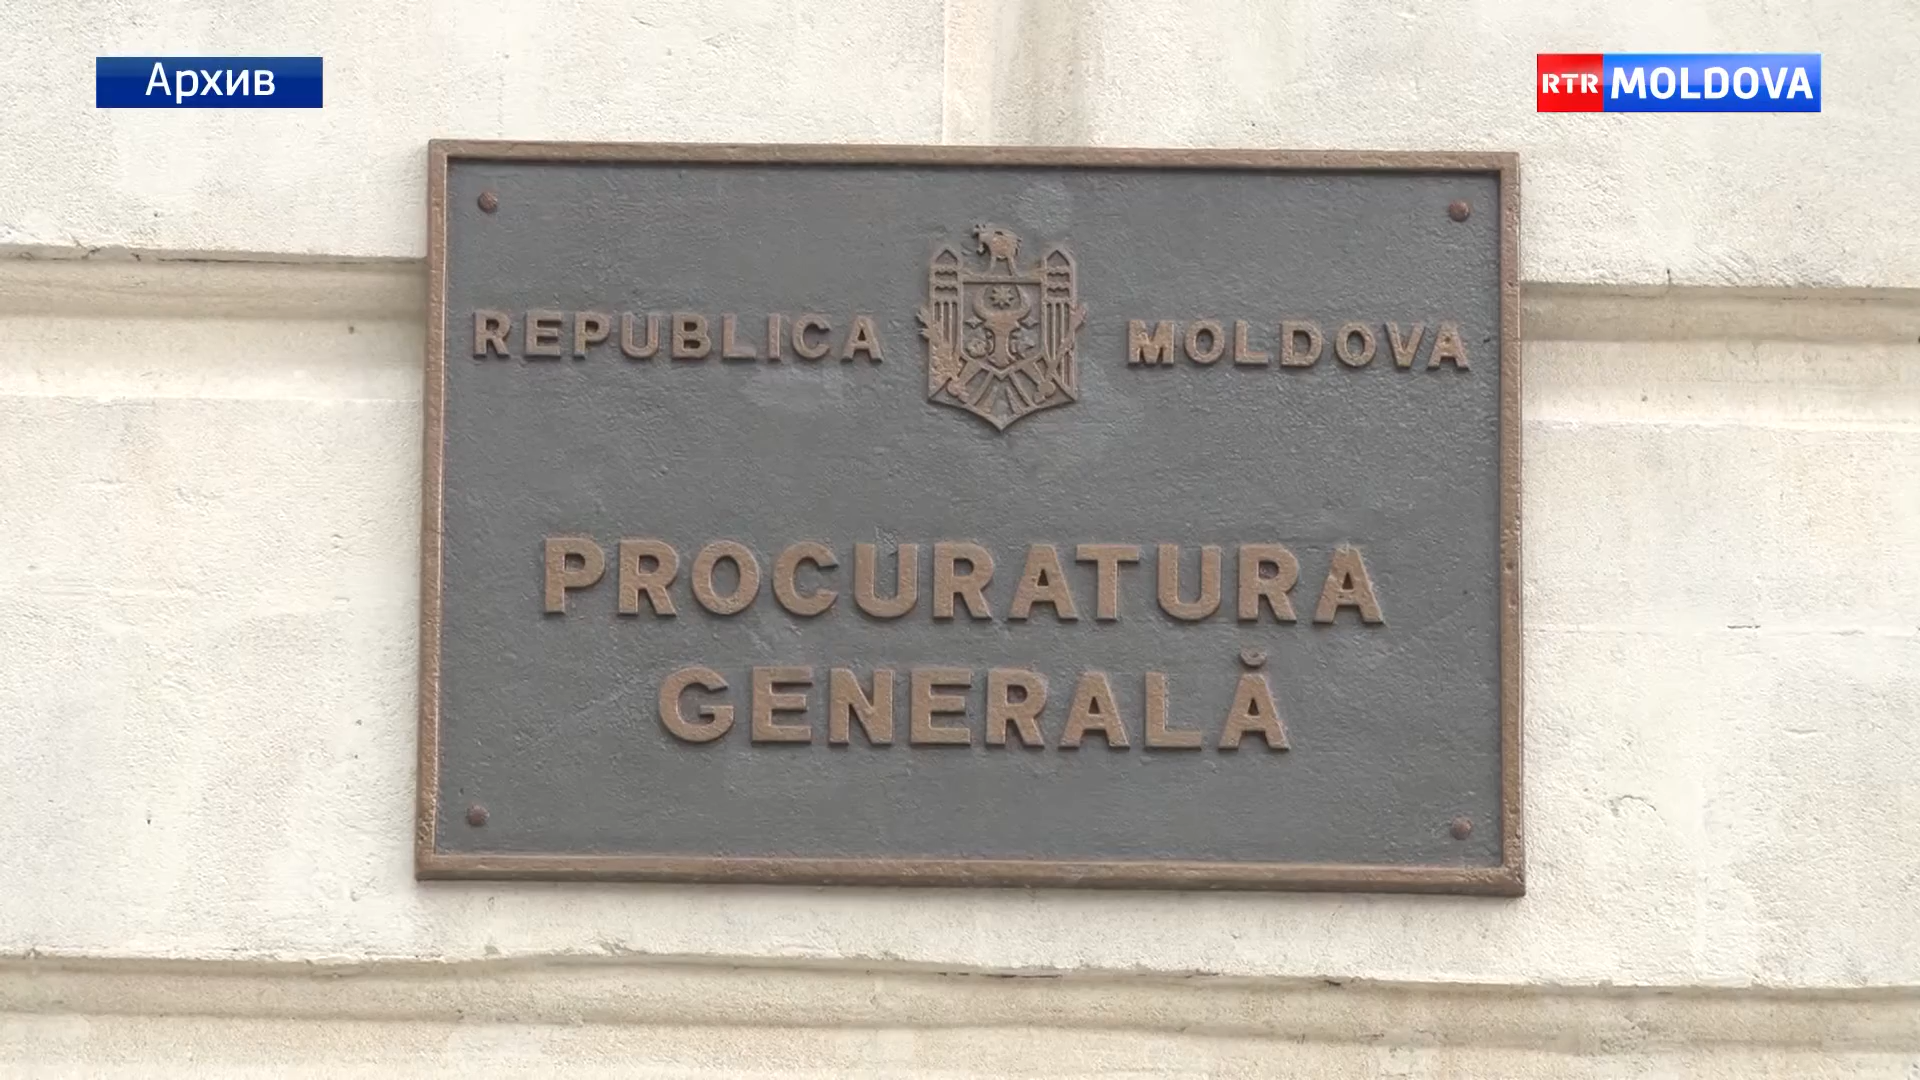 Архив
RTR MOLDOVA
REPUBLICA MOLDOVA
PROCURATURA
GENERALĂ